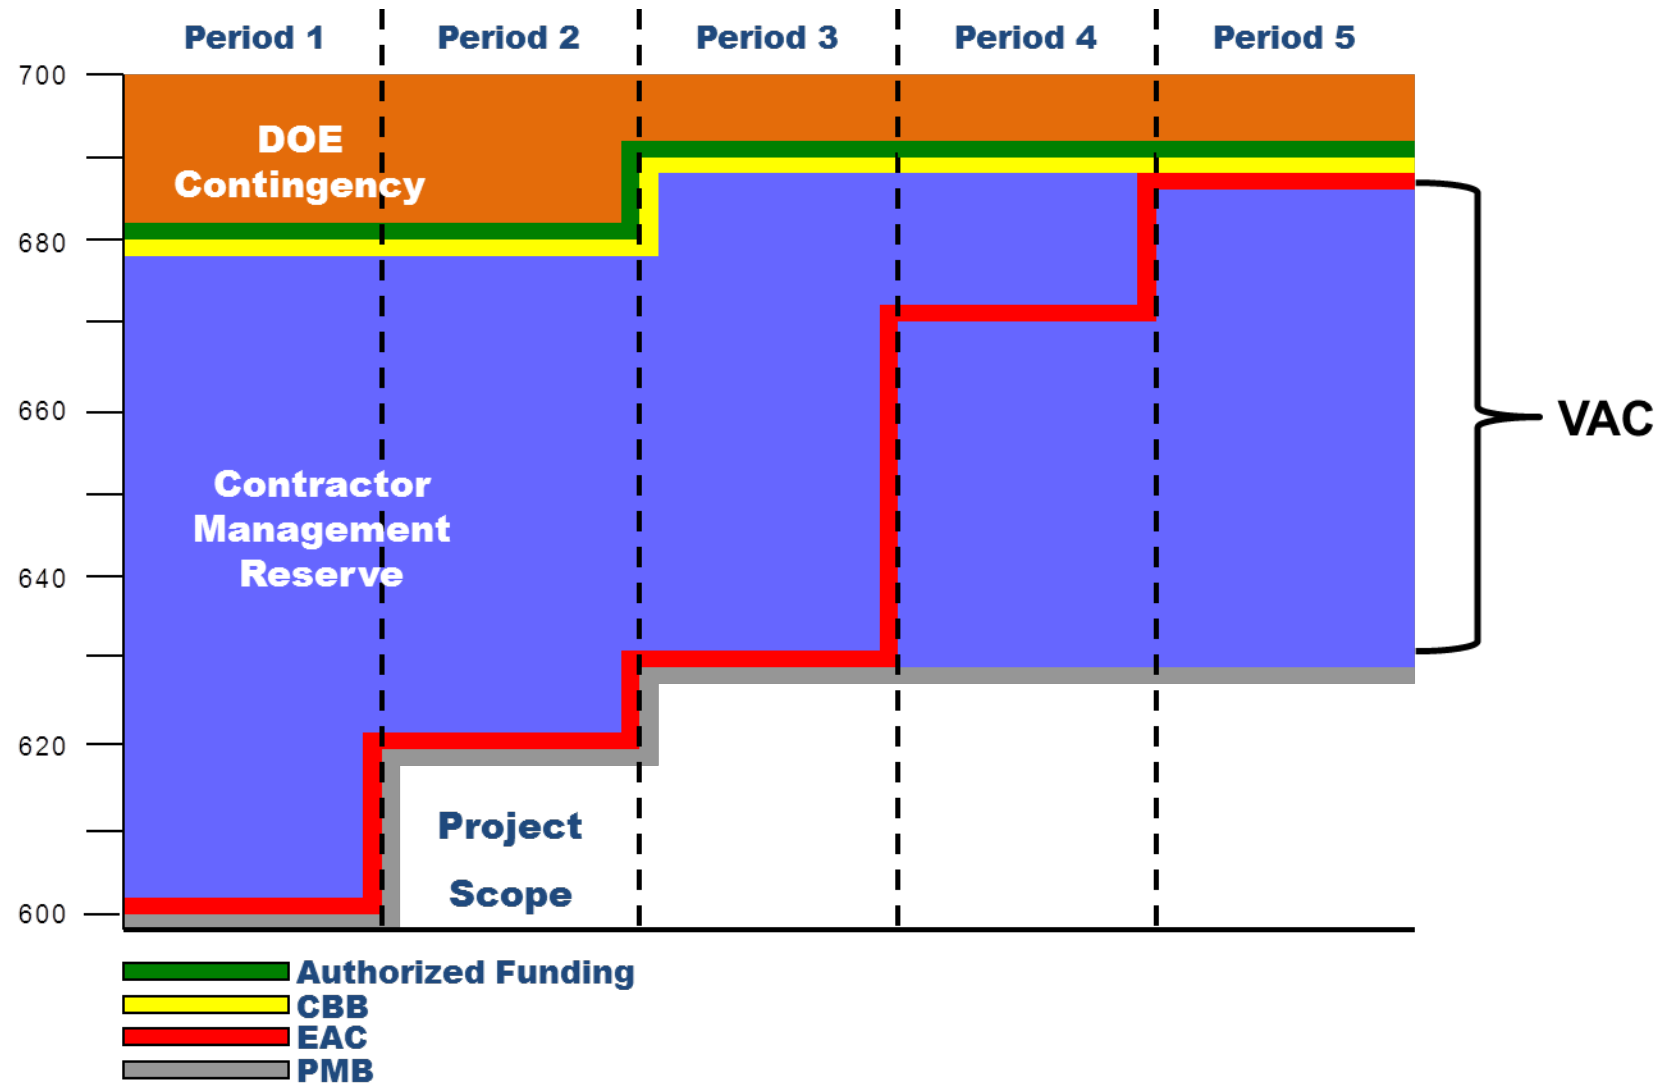 Period 1
Period 2
Period 3
Period 4
Period 5
700
DOE
Contingency
680
660
VAC
Contractor
Management
Reserve
640
620
Project
Scope
600
Authorized Funding
CBB
EAC
PMB